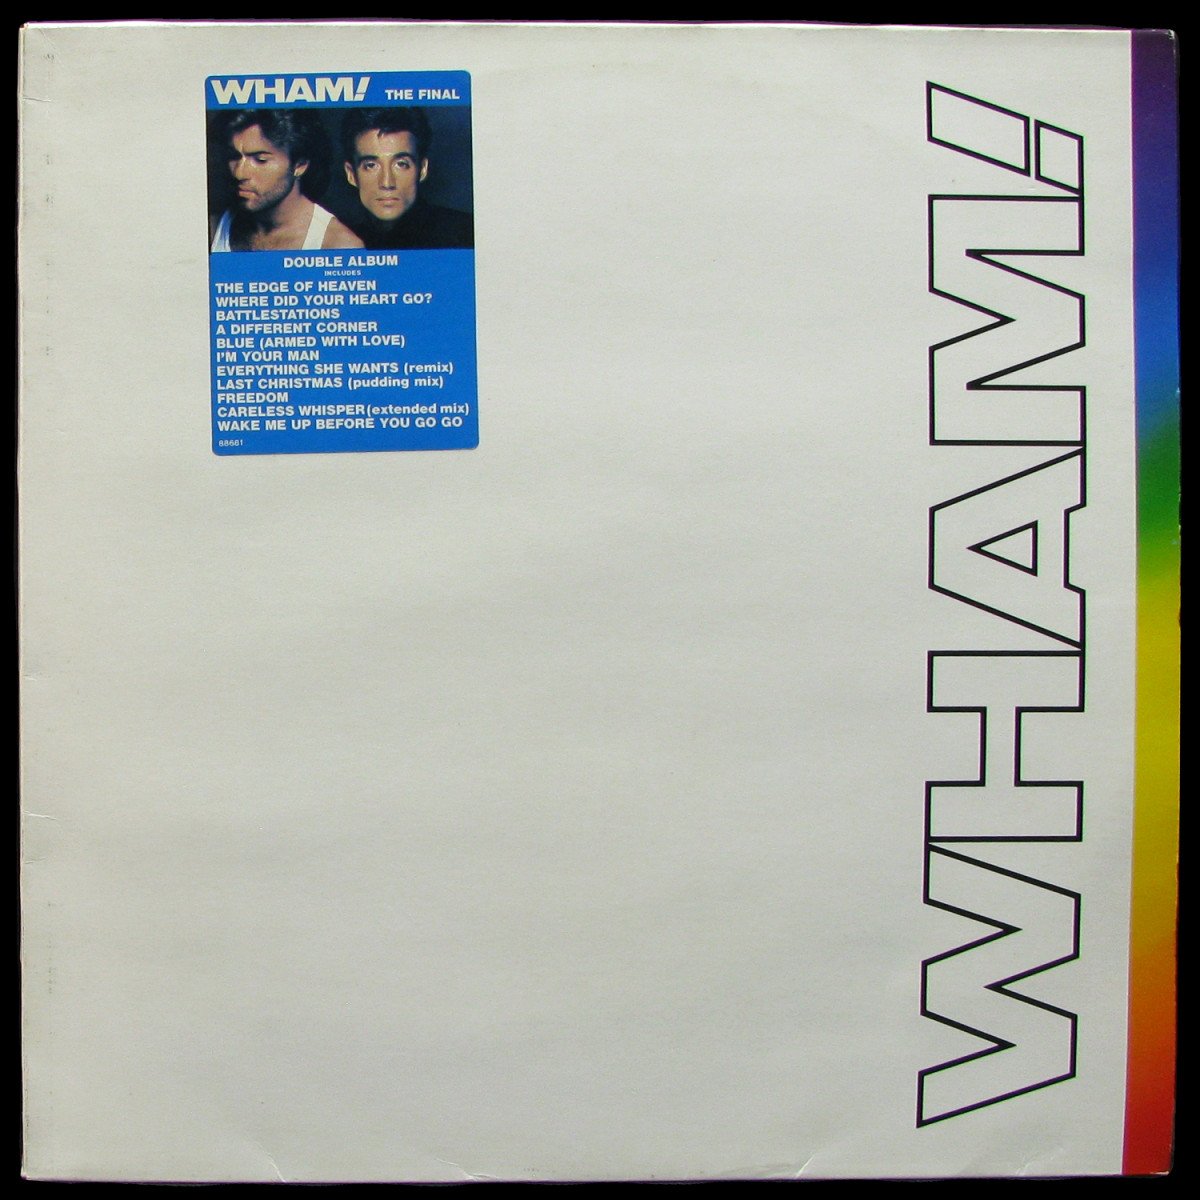 WHAM! THE FINAL
DOUBLE ALBUM
INCLUDES
THE EDGE OF HEAVEN
WHERE DID YOUR HEART GO?
BATTLESTATIONS
A DIFFERENT CORNER
BLUE (ARMED WITH LOVE)
I'M YOUR MAN
EVERYTHING SHE WANTS (remix)
LAST CHRISTMAS (pudding mix)
FREEDOM
CARELESS WHISPER (extended mix)
WAKE ME UP BEFORE YOU GO GO
88681
WHAM!